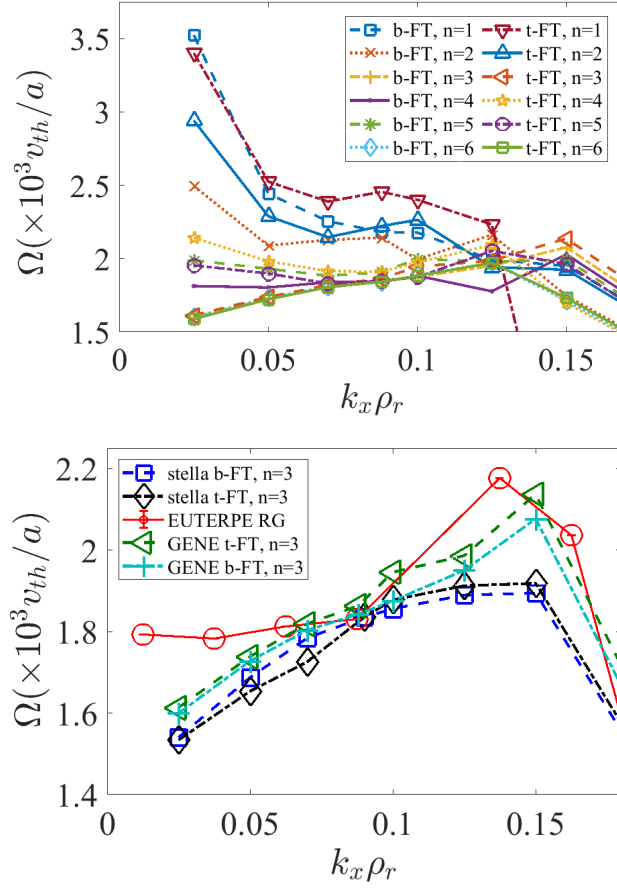 3.5
3
2.5
2
1.5
Ω(×10³v_th/a)
b-FT, n=1
b-FT, n=2
b-FT, n=3
b-FT, n=4
b-FT, n=5
b-FT, n=6
t-FT, n=1
t-FT, n=2
t-FT, n=3
t-FT, n=4
t-FT, n=5
t-FT, n=6
0 0.05 0.1 0.15
k_xρ_r
2.2
2
1.8
1.6
1.4
Ω(×10³v_th/a)
stella b-FT, n=3
stella t-FT, n=3
EUTERPE RG
GENE t-FT, n=3
GENE b-FT, n=3
0 0.05 0.1 0.15
k_xρ_r